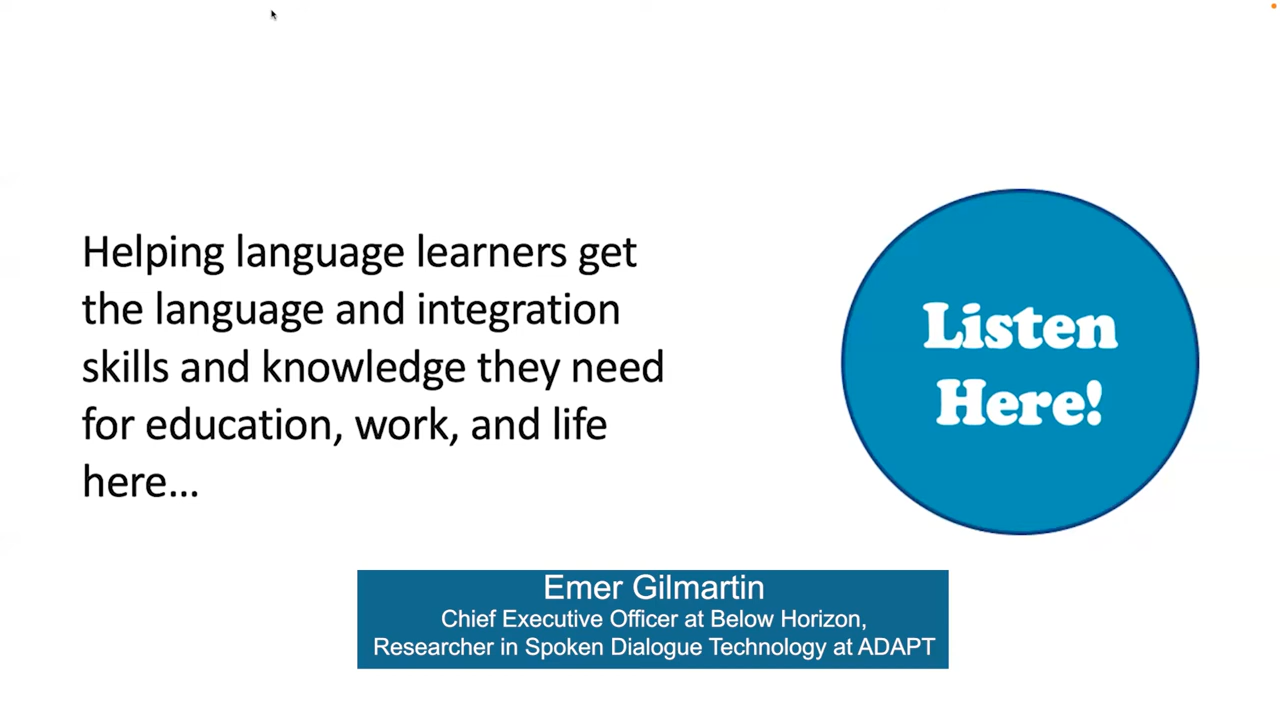 Helping language learners get
the language and integration
skills and knowledge they need
for education, work, and life
here...
Listen
Here!
Emer Gilmartin
Chief Executive Officer at Below Horizon,
Researcher in Spoken Dialogue Technology at ADAPT